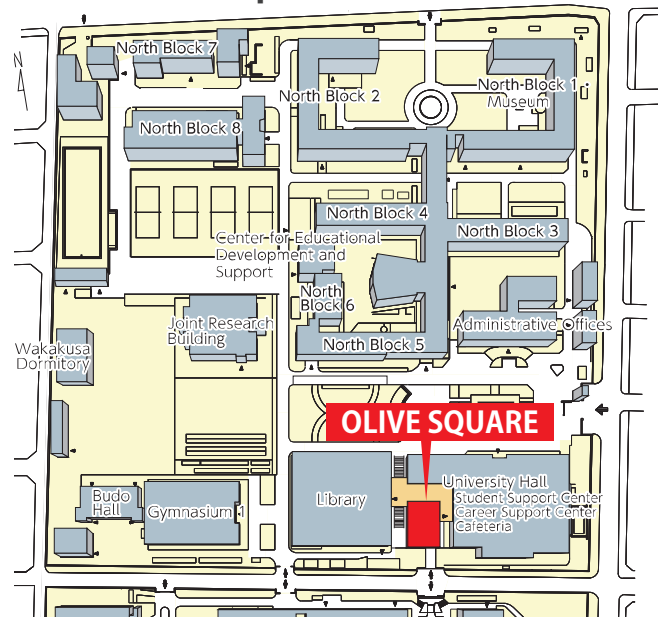 North Block 7
N
North Block 2
North Block 1
Museum
North Block 8
North Block 4
North Block 3
Center for Educational
Development and
Support
North
Block 6
Joint Research
Building
Administrative Offices
Wakakusa
Dormitory
North Block 5
OLIVE SQUARE
University Hall
Student Support Center
Career Support Center
Cafeteria
Library
Budo
Hall
Gymnasium 1